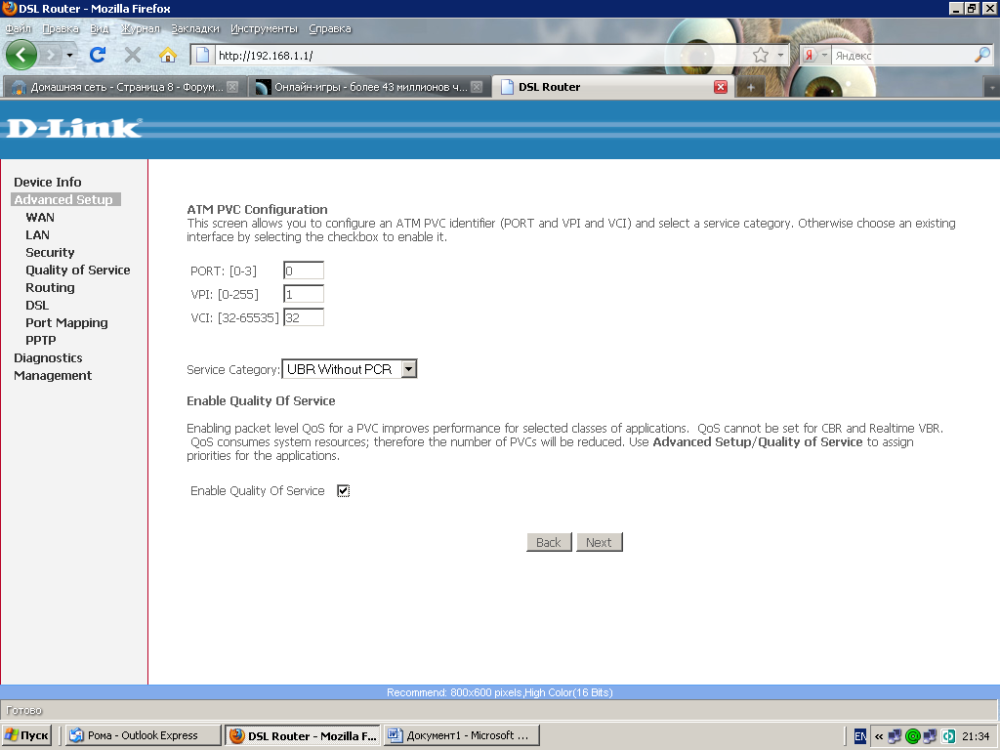 DSL Router - Mozilla Firefox
Файл Правка Вид Журнал Закладки Инструменты Справка
http://192.168.1.1/
Я Яндекс
Домашняя сеть - Страница 8 - Форум... Онлайн-игры - более 43 миллионов ч... DSL Router
D-Link
Device Info
Advanced Setup
WAN
LAN
Security
Quality of Service
Routing
DSL
Port Mapping
PPTP
Diagnostics
Management
ATM PVC Configuration
This screen allows you to configure an ATM PVC identifier (PORT and VPI and VCI) and select a service category. Otherwise choose an existing
interface by selecting the checkbox to enable it.
PORT: [0-3] 0
VPI: [0-255] 1
VCI: [32-65535] 32
Service Category: UBR Without PCR
Enable Quality Of Service
Enabling packet level QoS for a PVC improves performance for selected classes of applications. QoS cannot be set for CBR and Realtime VBR.
QoS consumes system resources; therefore the number of PVCs will be reduced. Use Advanced Setup/Quality of Service to assign
priorities for the applications.
Enable Quality Of Service
Back Next
Recommend: 800x600 pixels,High Color(16 Bits)
Готово
Пуск Рома - Outlook Express DSL Router - Mozilla F... Документ1 - Microsoft ... EN « 21:34